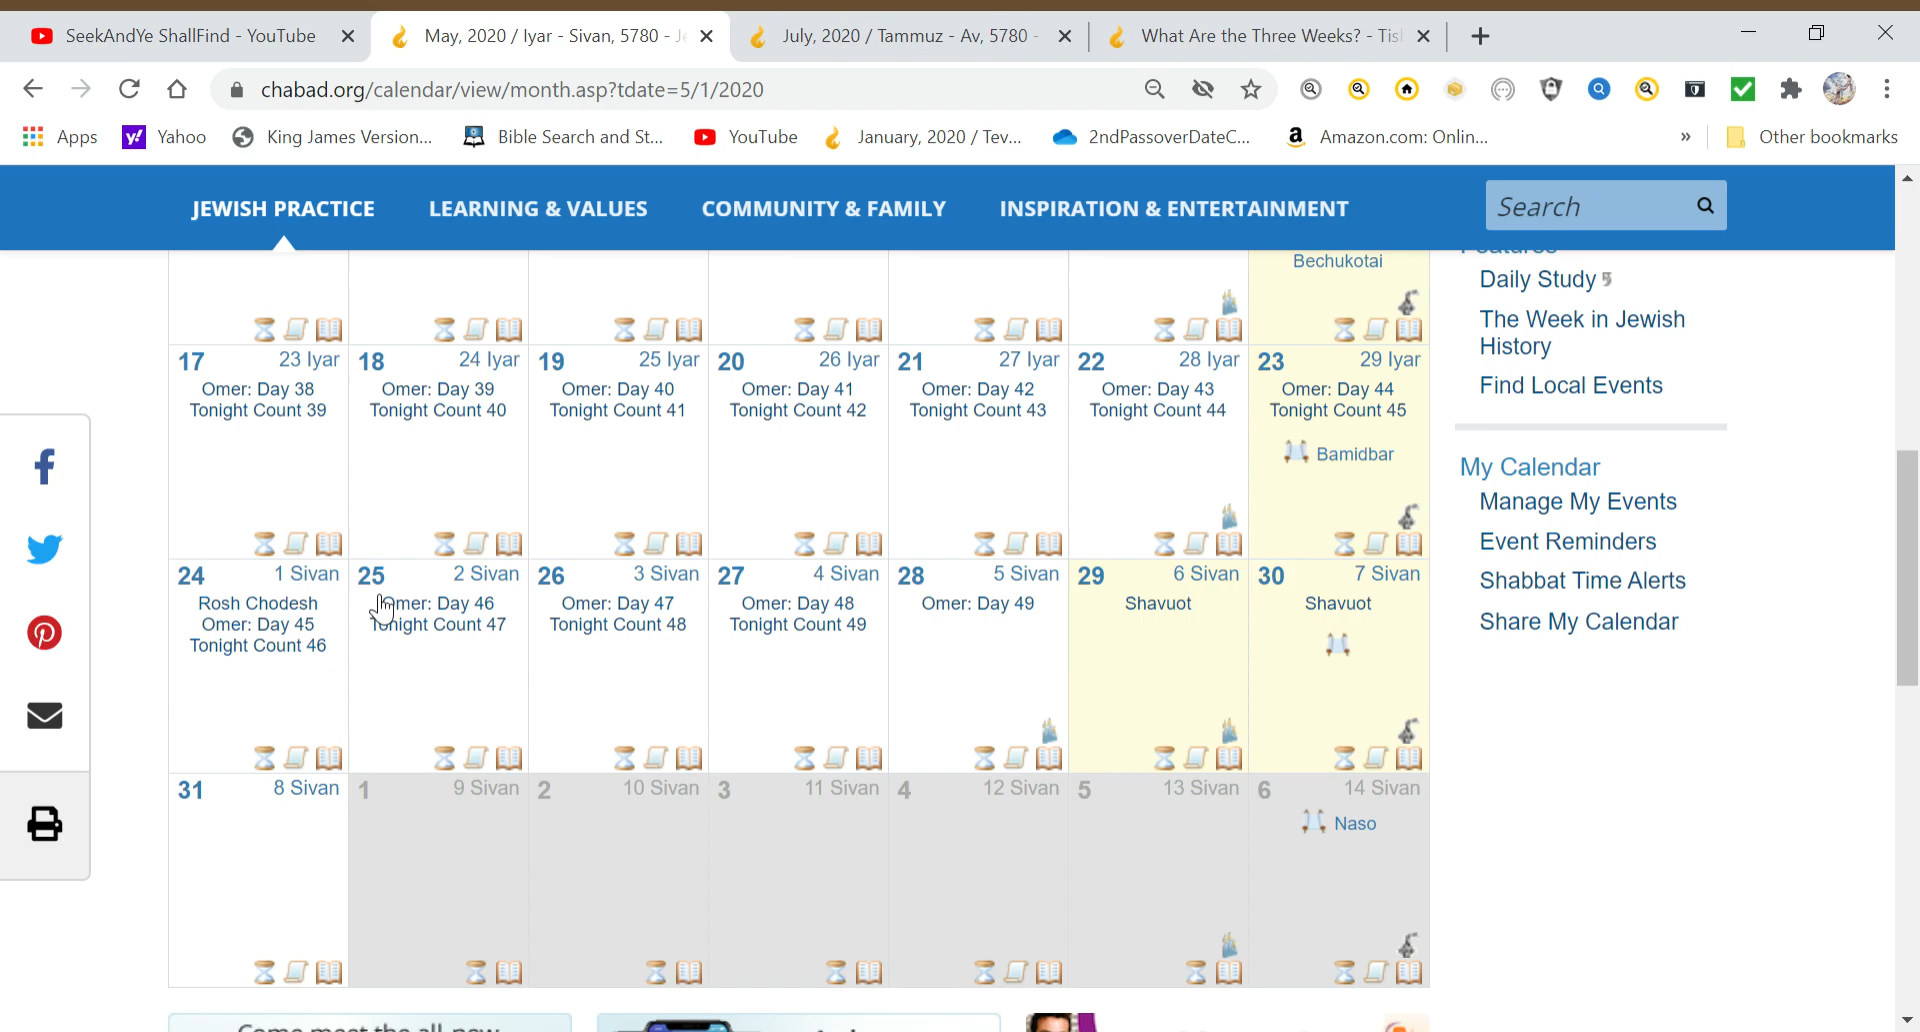 SeekAndYe ShallFind - YouTube
May, 2020 / Iyar - Sivan, 5780 - Je
July, 2020 / Tammuz - Av, 5780 -
What Are the Three Weeks? - Tis
chabad.org/calendar/view/month.asp?tdate=5/1/2020
Apps
Yahoo
King James Version...
Bible Search and St...
YouTube
January, 2020 / Tev...
2ndPassoverDateC...
Amazon.com: Onlin...
»
Other bookmarks
JEWISH PRACTICE
LEARNING & VALUES
COMMUNITY & FAMILY
INSPIRATION & ENTERTAINMENT
Search
Bechukotai
17 23 Iyar
Omer: Day 38
Tonight Count 39
18 24 Iyar
Omer: Day 39
Tonight Count 40
19 25 Iyar
Omer: Day 40
Tonight Count 41
20 26 Iyar
Omer: Day 41
Tonight Count 42
21 27 Iyar
Omer: Day 42
Tonight Count 43
22 28 Iyar
Omer: Day 43
Tonight Count 44
23 29 Iyar
Omer: Day 44
Tonight Count 45
Bamidbar
24 1 Sivan
Rosh Chodesh
Omer: Day 45
Tonight Count 46
25 2 Sivan
Omer: Day 46
Tonight Count 47
26 3 Sivan
Omer: Day 47
Tonight Count 48
27 4 Sivan
Omer: Day 48
Tonight Count 49
28 5 Sivan
Omer: Day 49
29 6 Sivan
Shavuot
30 7 Sivan
Shavuot
31 8 Sivan
1 9 Sivan
2 10 Sivan
3 11 Sivan
4 12 Sivan
5 13 Sivan
6 14 Sivan
Naso
Features
Daily Study
The Week in Jewish
History
Find Local Events
My Calendar
Manage My Events
Event Reminders
Shabbat Time Alerts
Share My Calendar
Come meet the all-new